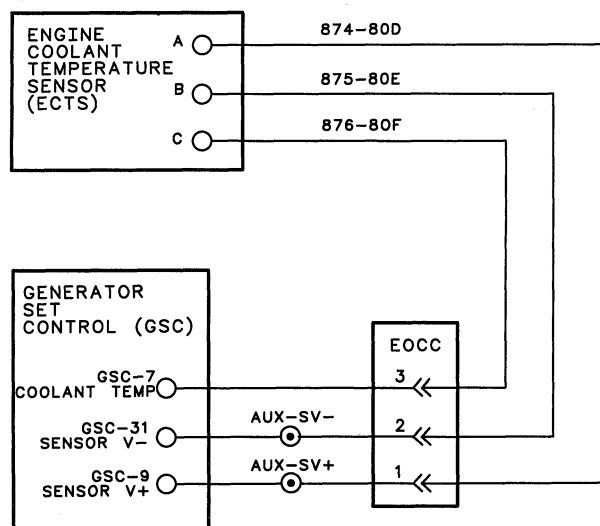 ENGINE
COOLANT
TEMPERATURE
SENSOR
(ECTS)
A
B
C
874-80D
875-80E
876-80F
GENERATOR
SET
CONTROL (GSC)
GSC-7
COOLANT TEMP
GSC-31
SENSOR V-
GSC-9
SENSOR V+
AUX-SV-
AUX-SV+
EOCC
3
2
1